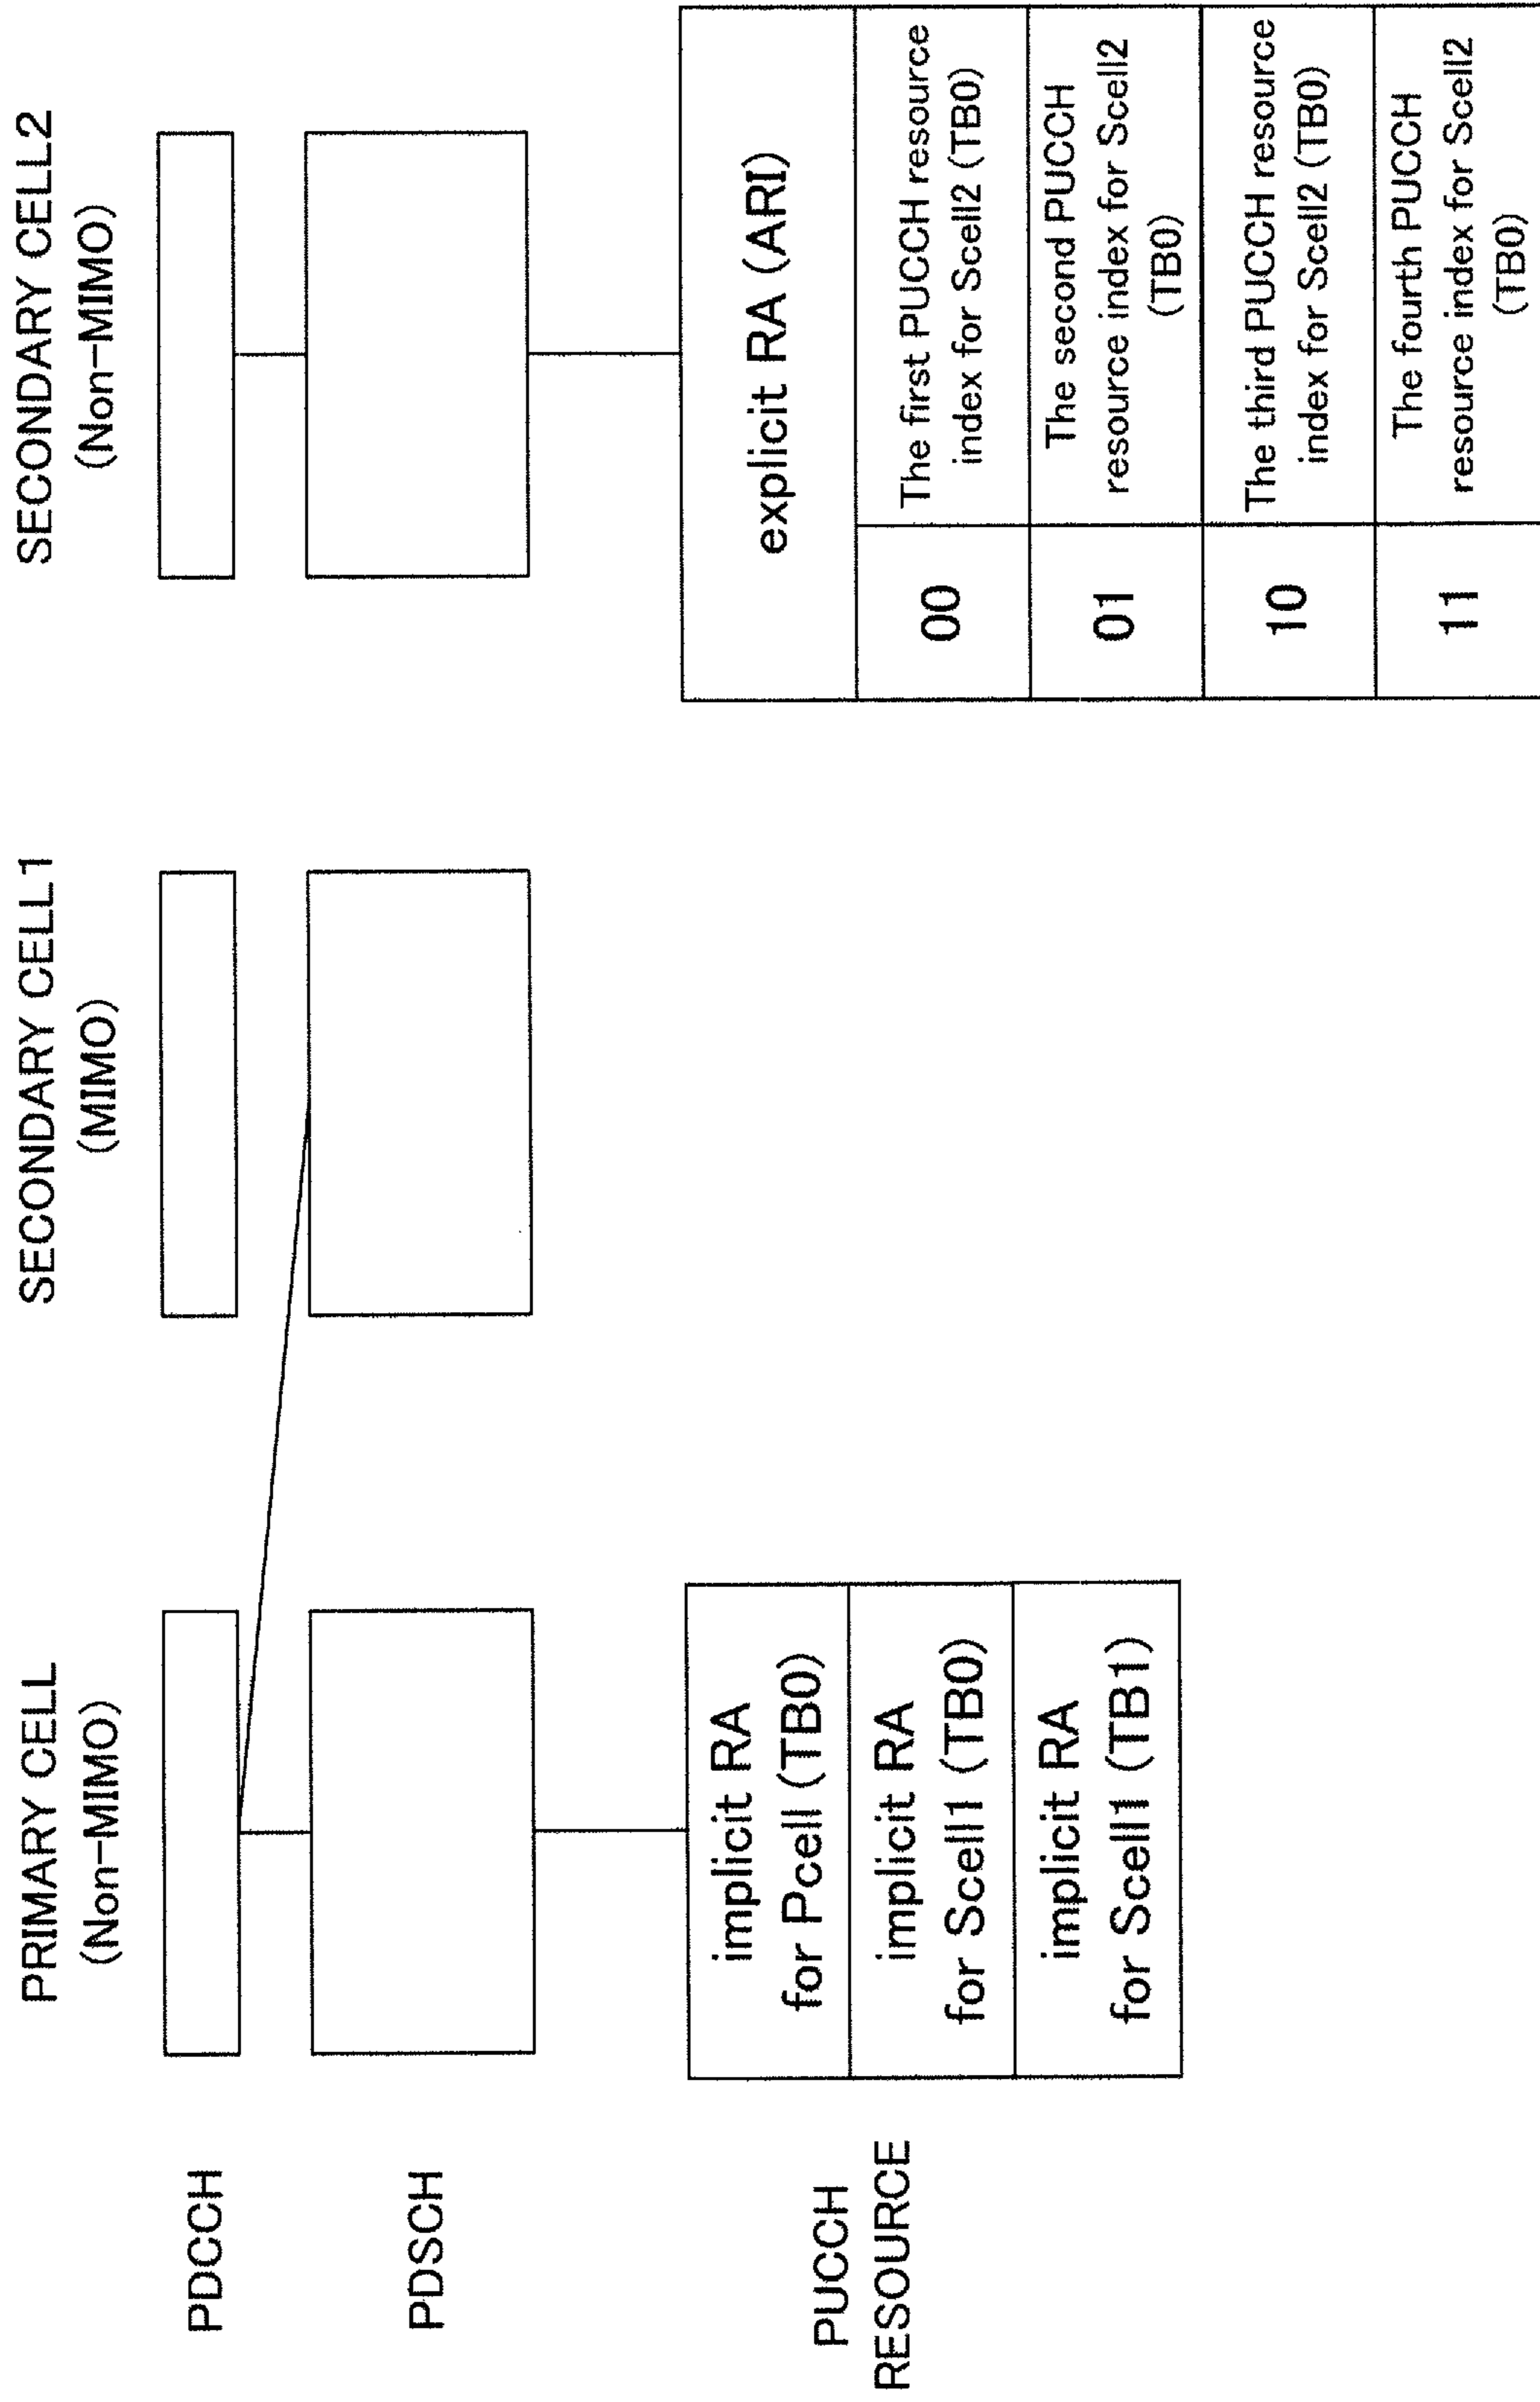 PRIMARY CELL
(Non-MIMO)
SECONDARY CELL1
(MIMO)
SECONDARY CELL2
(Non-MIMO)
PDCCH
PDSCH
PUCCH
RESOURCE
implicit RA
for Pcell (TB0)
implicit RA
for Scell1 (TB0)
implicit RA
for Scell1 (TB1)
explicit RA (ARI)
00
The first PUCCH resource
index for Scell2 (TB0)
01
The second PUCCH
resource index for Scell2
(TB0)
10
The third PUCCH resource
index for Scell2 (TB0)
11
The fourth PUCCH
resource index for Scell2
(TB0)